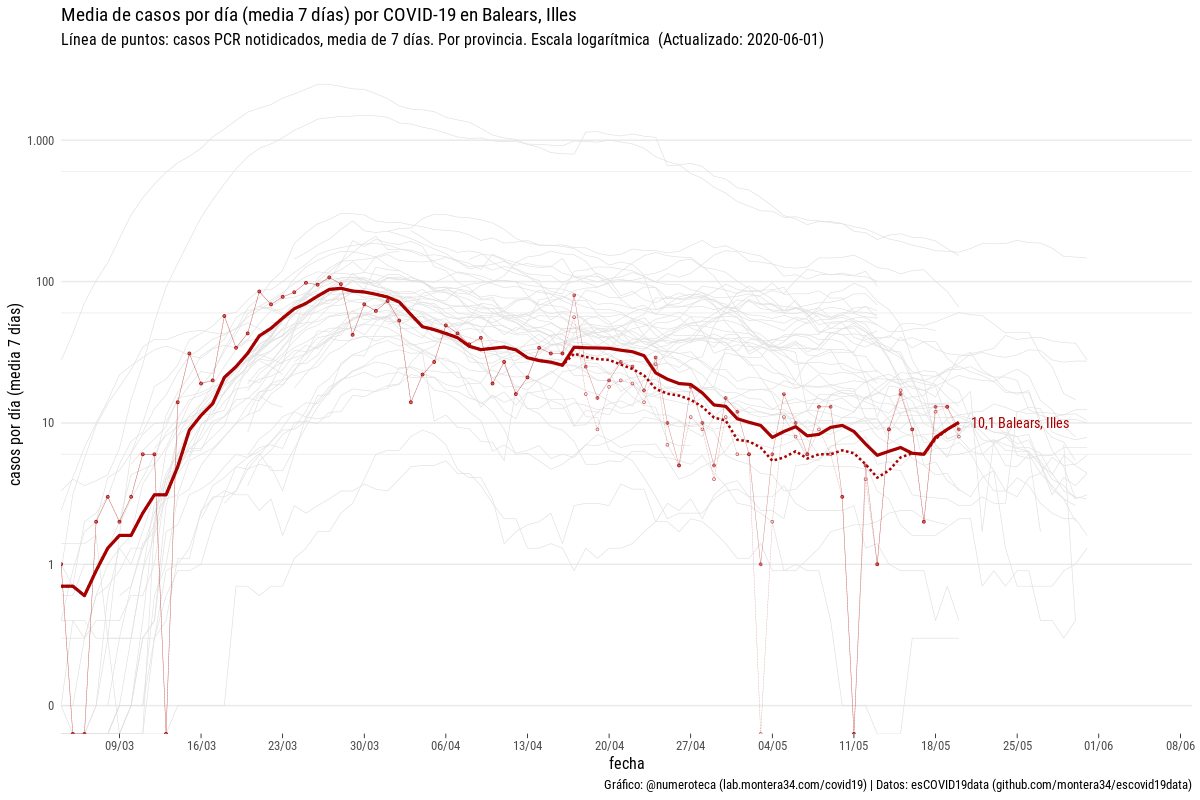 Media de casos por día (media 7 días) por COVID-19 en Balears, Illes
Línea de puntos: casos PCR notidicados, media de 7 días. Por provincia. Escala logarítmica (Actualizado: 2020-06-01)
casos por día (media 7 días)
1.000
100
10
1
0
10,1 Balears, Illes
09/03 16/03 23/03 30/03 06/04 13/04 20/04 27/04 04/05 11/05 18/05 25/05 01/06 08/06
fecha
Gráfico: @numeroteca (lab.montera34.com/covid19) | Datos: esCOVID19data (github.com/montera34/escovid19data)